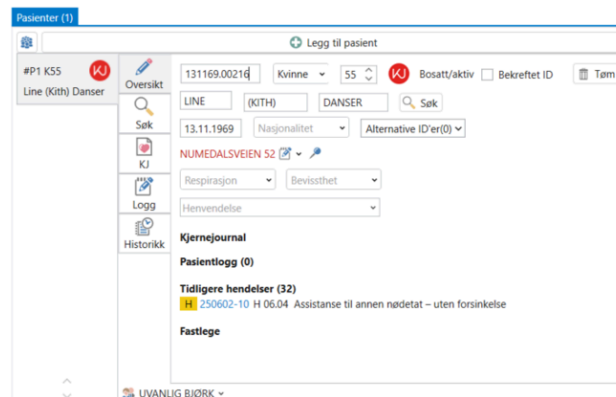 Pasienter (1)
Legg til pasient
#P1 K55 KJ
Line (Kith) Danser
Oversikt
Søk
KJ
Logg
Historikk
131169.00216 Kvinne 55 KJ Bosatt/aktiv Bekreftet ID Tøm
LINE (KITH) DANSER Søk
13.11.1969 Nasjonalitet Alternative ID'er(0)
NUMEDALSVEIEN 52
Respirasjon Bevissthet
Henvendelse
Kjernejournal
Pasientlogg (0)
Tidligere hendelser (32)
H 250602-10 H 06.04 Assistanse til annen nødetat – uten forsinkelse
Fastlege
UVANLIG BJØRK